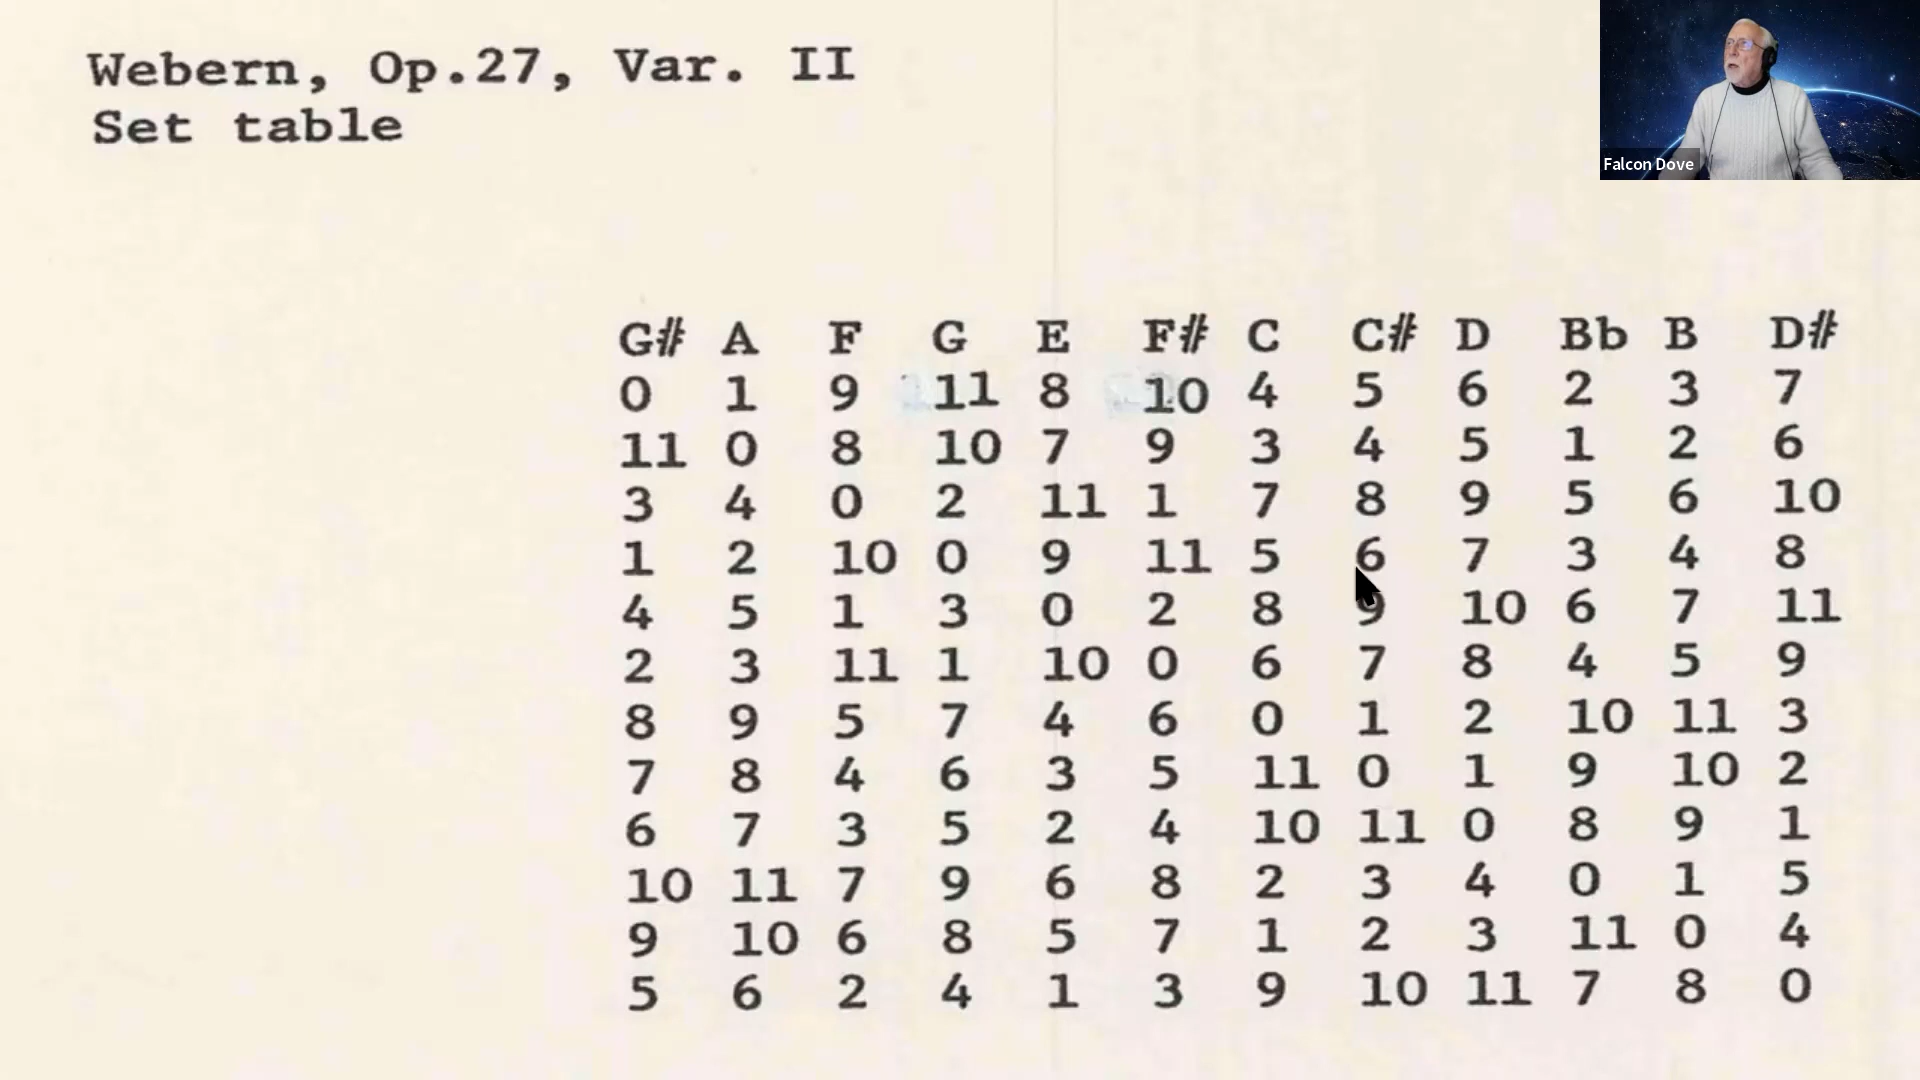 Webern, Op.27, Var. II
Set table
Falcon Dove
G# A F G E F# C C# D Bb B D#
0 1 9 11 8 10 4 5 6 2 3 7
11 0 8 10 7 9 3 4 5 1 2 6
3 4 0 2 11 1 7 8 9 5 6 10
1 2 10 0 9 11 5 6 7 3 4 8
4 5 1 3 0 2 8 9 10 6 7 11
2 3 11 1 10 0 6 7 8 4 5 9
8 9 5 7 4 6 0 1 2 10 11 3
7 8 4 6 3 5 11 0 1 9 10 2
6 7 3 5 2 4 10 11 0 8 9 1
10 11 7 9 6 8 2 3 4 0 1 5
9 10 6 8 5 7 1 2 3 11 0 4
5 6 2 4 1 3 9 10 11 7 8 0